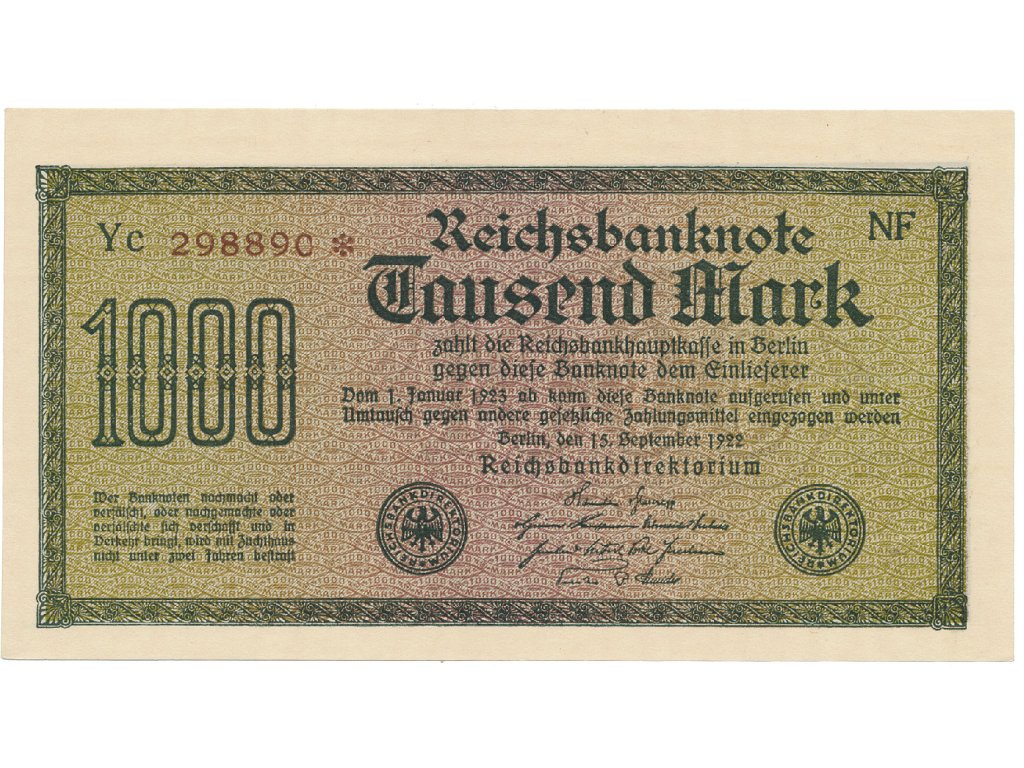 Yc 298890 *
NF
Reichsbanknote
Tausend Mark
1000
zahlt die Reichsbankhauptkasse in Berlin
gegen diese Banknote dem Einlieferer
Vom 1. Januar 1923 ab kann diese Banknote aufgerufen und unter
Umtausch gegen andere gesetzliche Zahlungsmittel eingezogen werden
Berlin, den 15. September 1922
Reichsbankdirektorium
Wer Banknoten nachmacht oder
verfälscht, oder nachgemachte oder
verfälschte sich verschafft und in
Verkehr bringt, wird mit Zuchthaus
nicht unter zwei Jahren bestraft
REICHSBANKDIREKTORIUM
REICHSBANKDIREKTORIUM